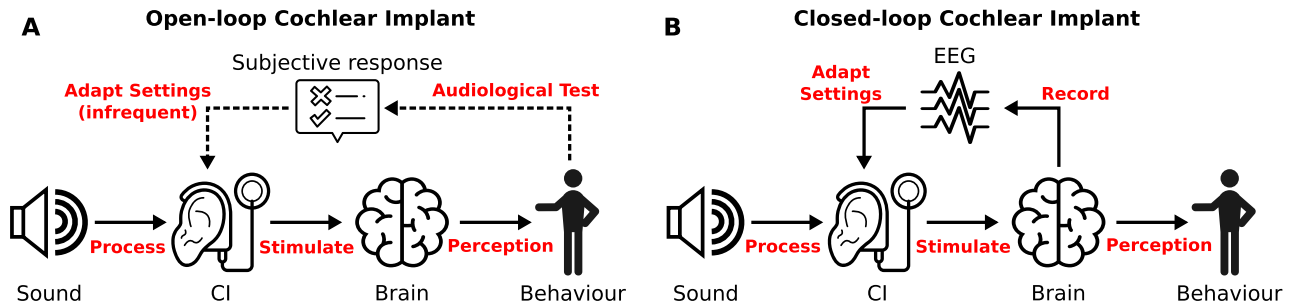 A
Open-loop Cochlear Implant
Subjective response
Adapt Settings
(infrequent)
Audiological Test
Process
Stimulate
Perception
Sound
CI
Brain
Behaviour
B
Closed-loop Cochlear Implant
EEG
Adapt
Settings
Record
Process
Stimulate
Perception
Sound
CI
Brain
Behaviour